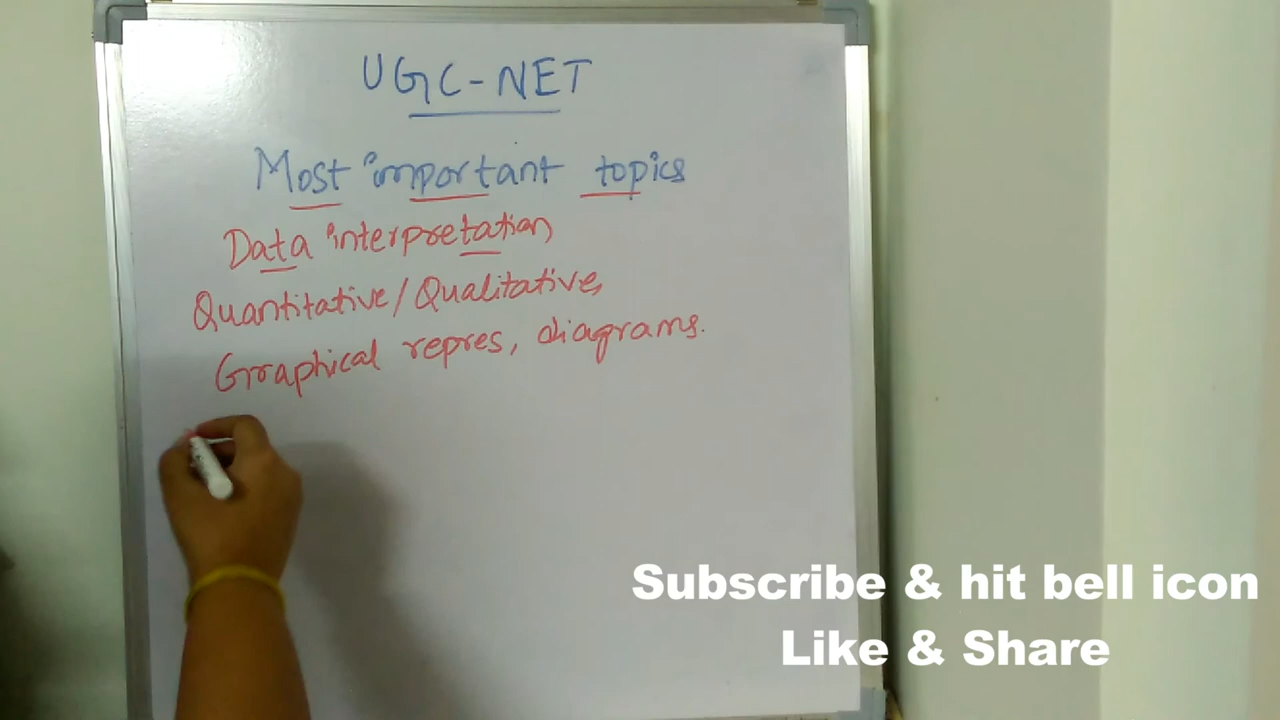 UGC-NET
Most important topics
Data interpretation
Quantitative/Qualitative,
Graphical repres, diagrams.
Subscribe & hit bell icon
Like & Share